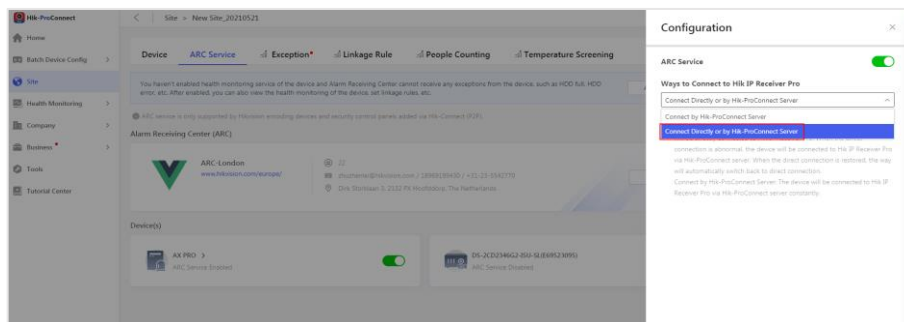 Hik-ProConnect
Site > New Site_20210521
Home
Batch Device Config
Site
Health Monitoring
Company
Business
Tools
Tutorial Center
Device
ARC Service
Exception
Linkage Rule
People Counting
Temperature Screening
You haven't enabled health monitoring service of the device and Alarm Receiving Center cannot receive any exceptions from the device, such as HDD full, HDD
error, etc. After enabled, you can also view the health monitoring of the device, set linkage rules, etc.
ARC service is only supported by Hikvision encoding devices and security control panels added via Hik-Connect (P2P).
Alarm Receiving Center (ARC)
ARC-London
www.hikvision.com/europe/
Device(s)
AX PRO >
ARC Service Enabled
ARC Service Disabled
Configuration
ARC Service
Ways to Connect to Hik IP Receiver Pro
Connect Directly or by Hik-ProConnect Server
Connect by Hik-ProConnect Server
Connect Directly or by Hik-ProConnect Server
connection is abnormal, the device will be connected to Hik IP Receiver Pro
via Hik-ProConnect server. When the direct connection is restored, the way
will automatically switch back to direct connection.
Connect by Hik-ProConnect Server: The device will be connected to Hik IP
Receiver Pro via Hik-ProConnect server constantly.